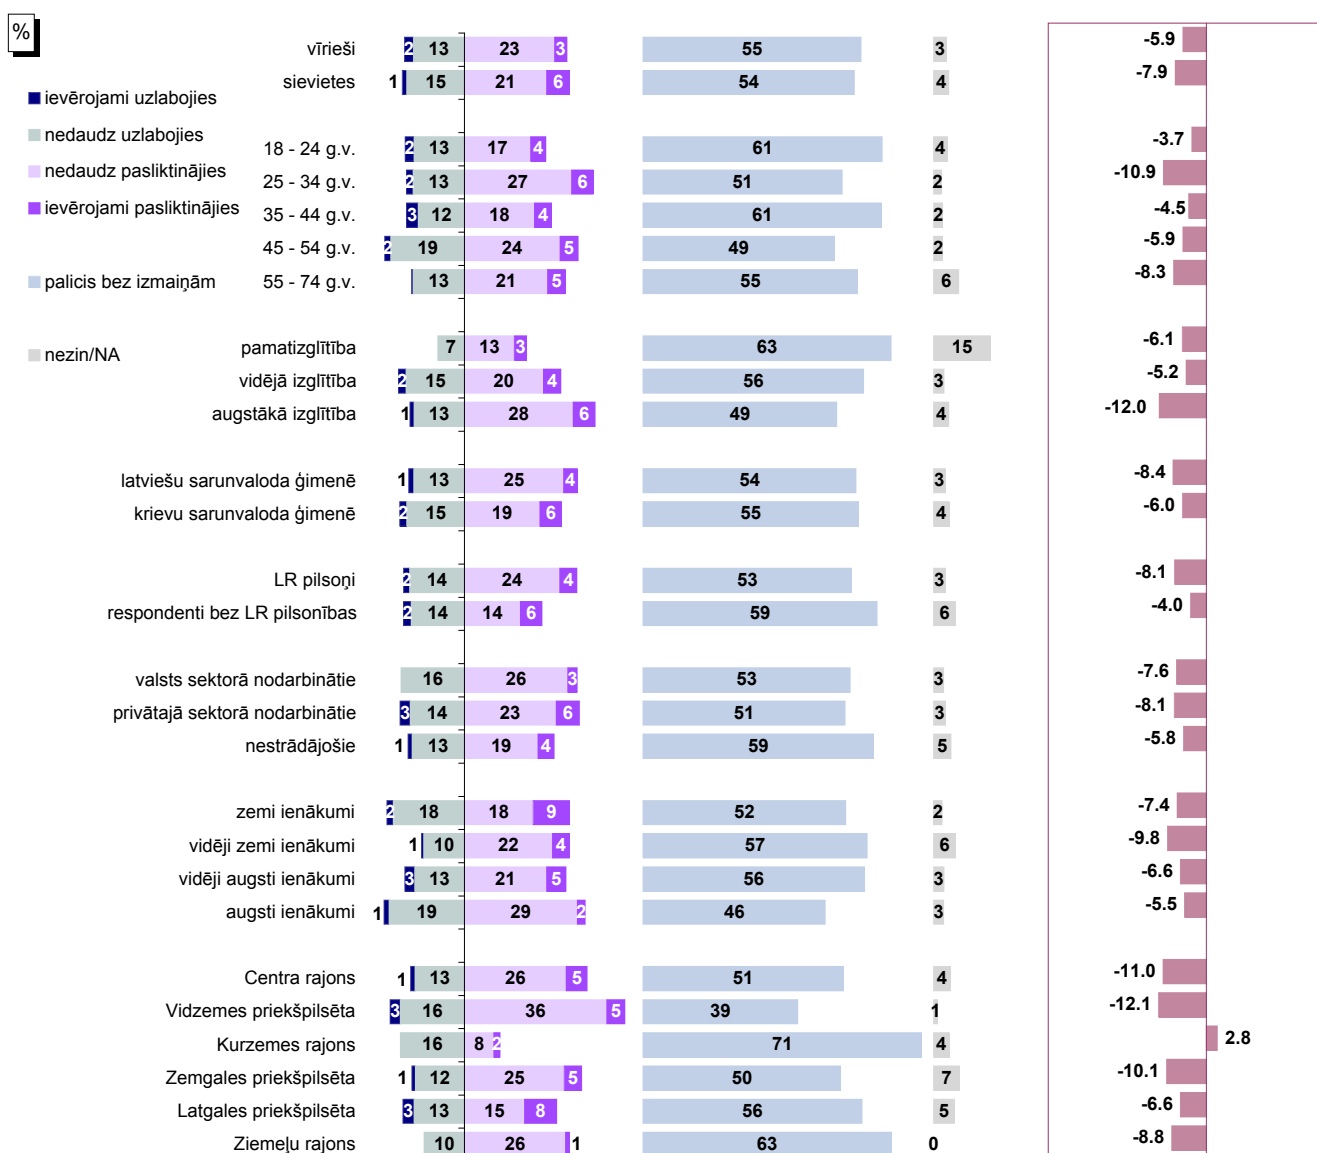 %
ievērojami uzlabojies
nedaudz uzlabojies
nedaudz pasliktinājies
ievērojami pasliktinājies
palicis bez izmaiņām
nezin/NA
vīrieši 2 13 23 3 55 3 -5.9
sievietes 1 15 21 6 54 4 -7.9
18 - 24 g.v. 2 13 17 4 61 4 -3.7
25 - 34 g.v. 2 13 27 6 51 2 -10.9
35 - 44 g.v. 3 12 18 4 61 2 -4.5
45 - 54 g.v. 2 19 24 5 49 2 -5.9
55 - 74 g.v. 13 21 5 55 6 -8.3
pamatizglītība 7 13 3 63 15 -6.1
vidējā izglītība 2 15 20 4 56 3 -5.2
augstākā izglītība 1 13 28 6 49 4 -12.0
latviešu sarunvaloda ģimenē 1 13 25 4 54 3 -8.4
krievu sarunvaloda ģimenē 2 15 19 6 55 4 -6.0
LR pilsoņi 2 14 24 4 53 3 -8.1
respondenti bez LR pilsonības 2 14 14 6 59 6 -4.0
valsts sektorā nodarbinātie 16 26 3 53 3 -7.6
privātajā sektorā nodarbinātie 3 14 23 6 51 3 -8.1
nestrādājošie 1 13 19 4 59 5 -5.8
zemi ienākumi 2 18 18 9 52 2 -7.4
vidēji zemi ienākumi 1 10 22 4 57 6 -9.8
vidēji augsti ienākumi 3 13 21 5 56 3 -6.6
augsti ienākumi 1 19 29 2 46 3 -5.5
Centra rajons 1 13 26 5 51 4 -11.0
Vidzemes priekšpilsēta 3 16 36 5 39 1 -12.1
Kurzemes rajons 16 8 2 71 4 2.8
Zemgales priekšpilsēta 1 12 25 5 50 7 -10.1
Latgales priekšpilsēta 3 13 15 8 56 5 -6.6
Ziemeļu rajons 10 26 1 63 0 -8.8